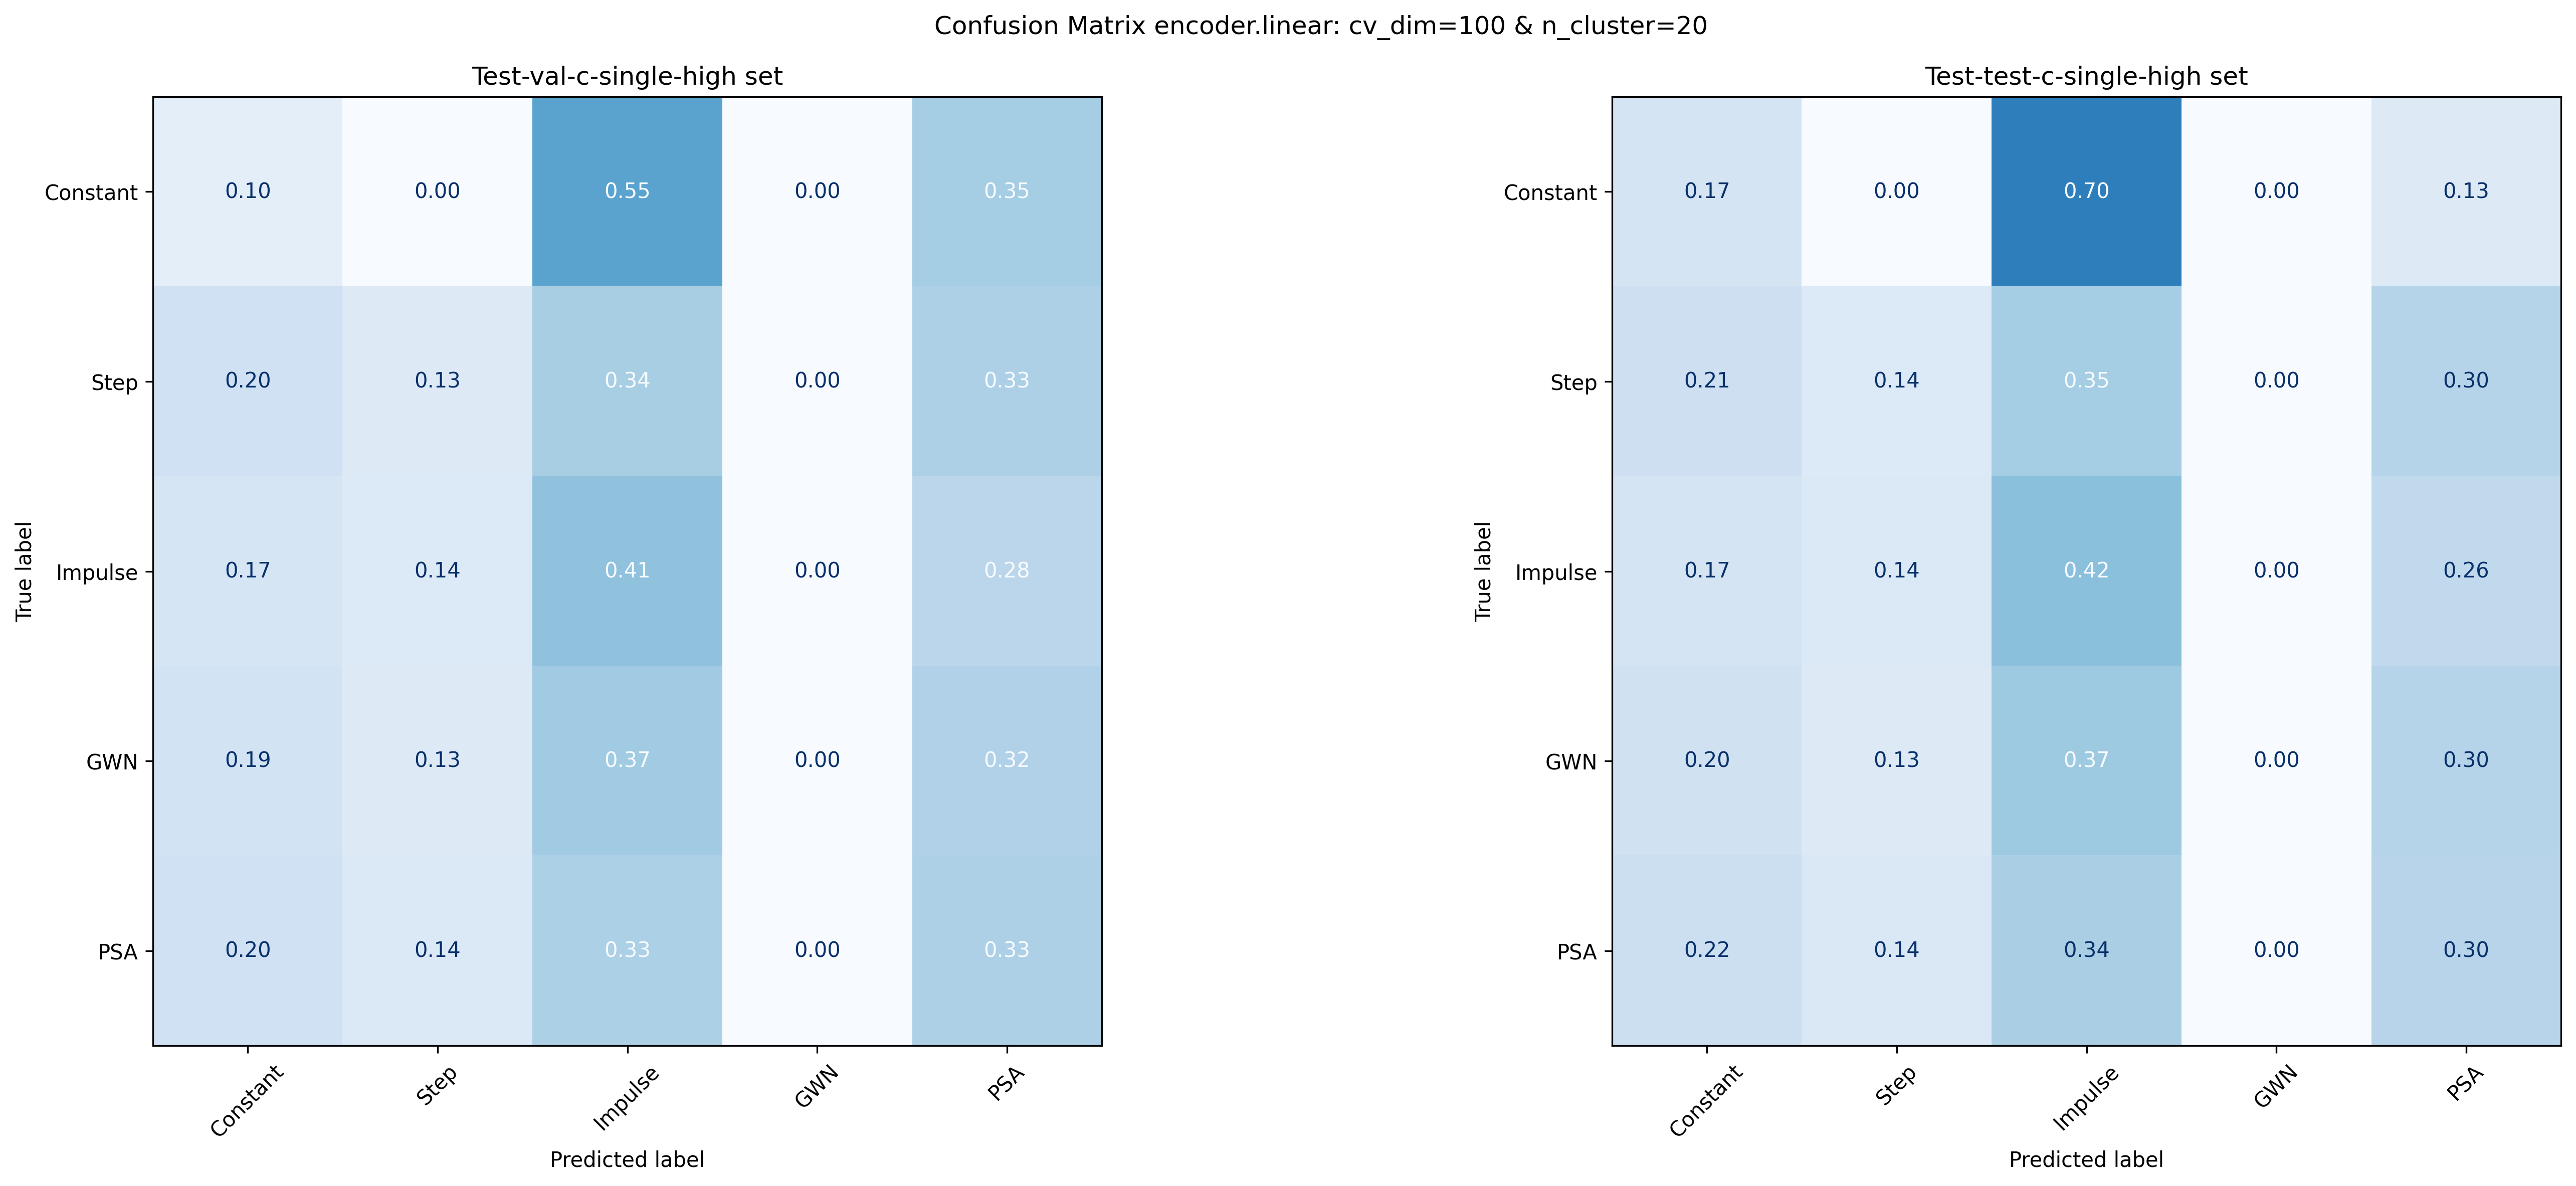 Confusion Matrix encoder.linear: cv_dim=100 & n_cluster=20
Test-val-c-single-high set
True label
Constant 0.10 0.00 0.55 0.00 0.35
Step 0.20 0.13 0.34 0.00 0.33
Impulse 0.17 0.14 0.41 0.00 0.28
GWN 0.19 0.13 0.37 0.00 0.32
PSA 0.20 0.14 0.33 0.00 0.33
Constant Step Impulse GWN PSA
Predicted label
Test-test-c-single-high set
True label
Constant 0.17 0.00 0.70 0.00 0.13
Step 0.21 0.14 0.35 0.00 0.30
Impulse 0.17 0.14 0.42 0.00 0.26
GWN 0.20 0.13 0.37 0.00 0.30
PSA 0.22 0.14 0.34 0.00 0.30
Constant Step Impulse GWN PSA
Predicted label